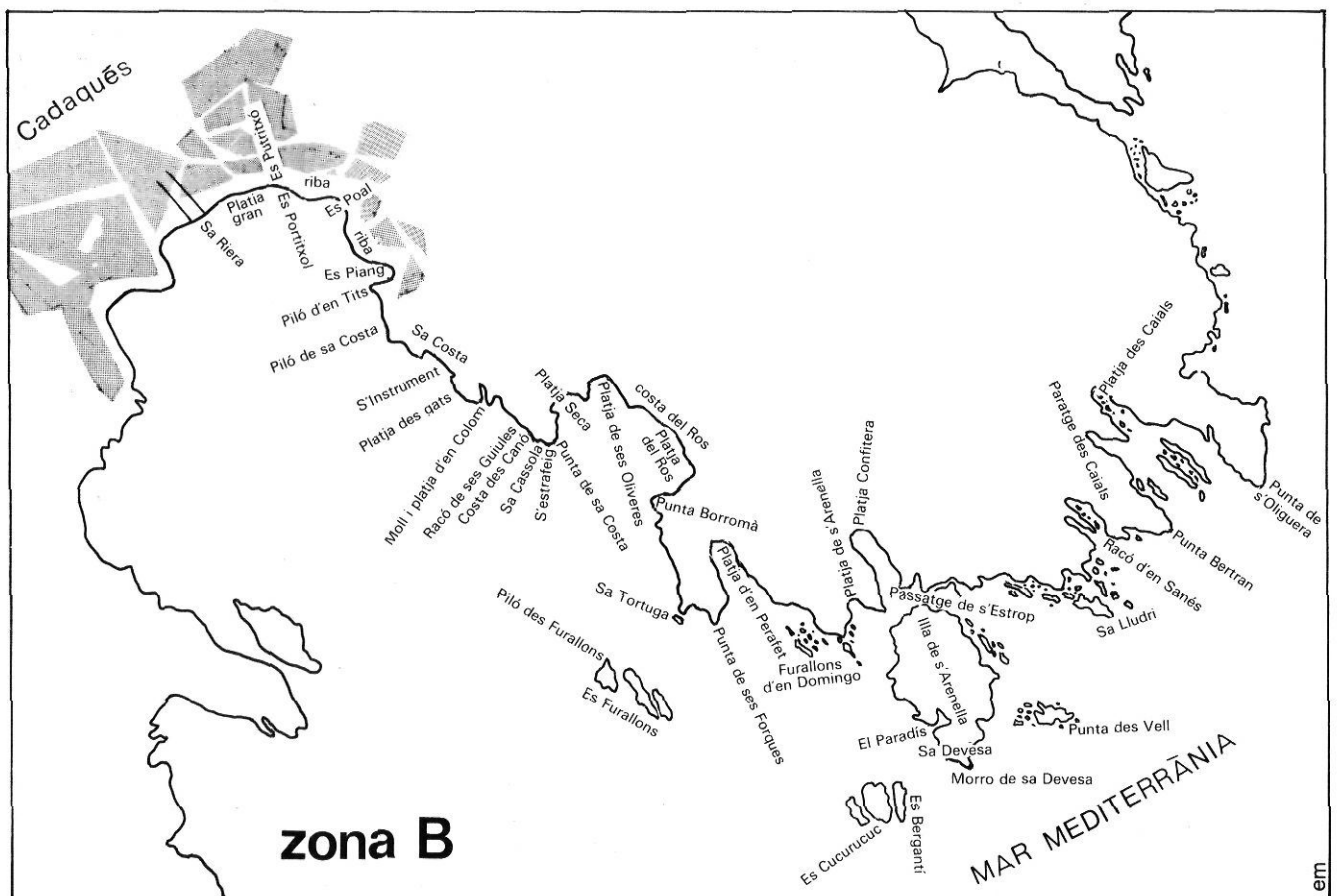 Cadaqués
Es Putritxó
riba
Es Poal
Platja
gran
Es Portitxol
Sa Riera
riba
Es Piang
Piló d'en Tits
Piló de sa Costa
Sa Costa
S'Instrument
Platja des gats
Moll i platja d'en Colom
Racó de ses Guiules
Costa des Canó
Sa Cassola
S'estrafeig
Punta de sa Costa
Platja Seca
Platja de ses Oliveres
costa del Ros
Platja
del Ros
Punta Borromà
Sa Tortuga
Piló des Furallons
Es Furallons
Punta de ses Forques
Platja d'en Perafet
Furallons
d'en Domingo
Platja de s'Arenella
Platja Confitera
Passatge de s'Estrop
Illa de s'Arenella
El Paradís
Sa Devesa
Morro de sa Devesa
Es Cucurucuc
Es Bergantí
Punta des Vell
Sa Lludri
Racó d'en Sanés
Punta Bertran
Paratge des Caials
Platja des Caials
Punta de
s'Oliguera
MAR MEDITERRĀNIA
zona B
em